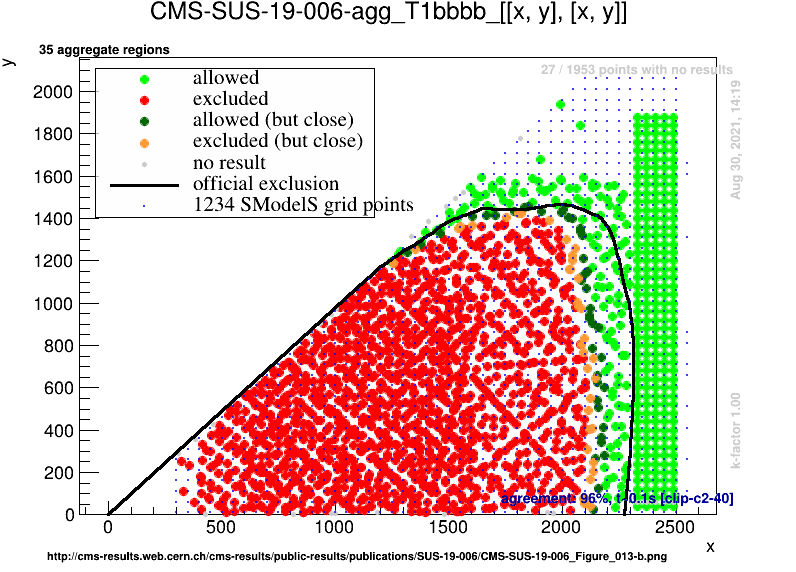 CMS-SUS-19-006-agg_T1bbbb_[[x, y], [x, y]]
35 aggregate regions
y
27 / 1953 points with no results
allowed
excluded
allowed (but close)
excluded (but close)
no result
official exclusion
1234 SModelS grid points
Aug 30, 2021, 14:19
k-factor 1.00
2000
1800
1600
1400
1200
1000
800
600
400
200
0
agreement: 96%, t~0.1s [clip-c2-40]
0 500 1000 1500 2000 2500
x
http://cms-results.web.cern.ch/cms-results/public-results/publications/SUS-19-006/CMS-SUS-19-006_Figure_013-b.png